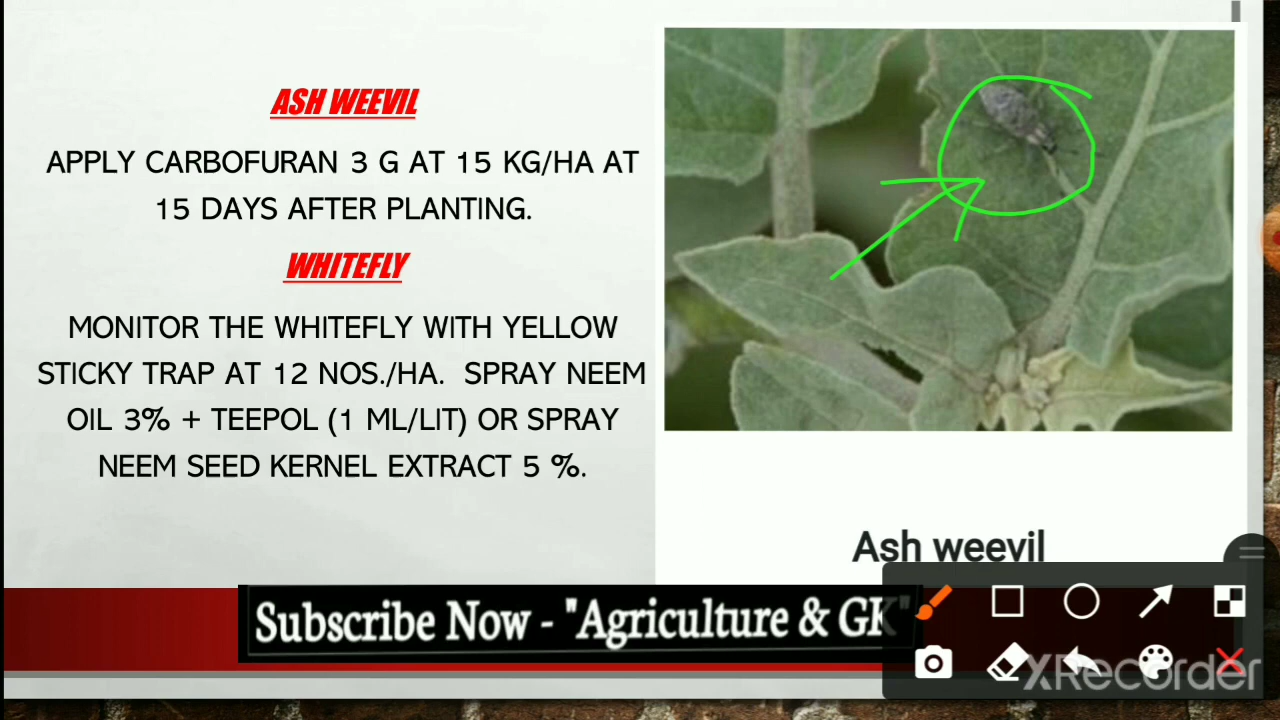 ASH WEEVIL
APPLY CARBOFURAN 3 G AT 15 KG/HA AT
15 DAYS AFTER PLANTING.
WHITEFLY
MONITOR THE WHITEFLY WITH YELLOW
STICKY TRAP AT 12 NOS./HA. SPRAY NEEM
OIL 3% + TEEPOL (1 ML/LIT) OR SPRAY
NEEM SEED KERNEL EXTRACT 5 %.
Ash weevil
Subscribe Now - "Agriculture & GK"
XRecorder